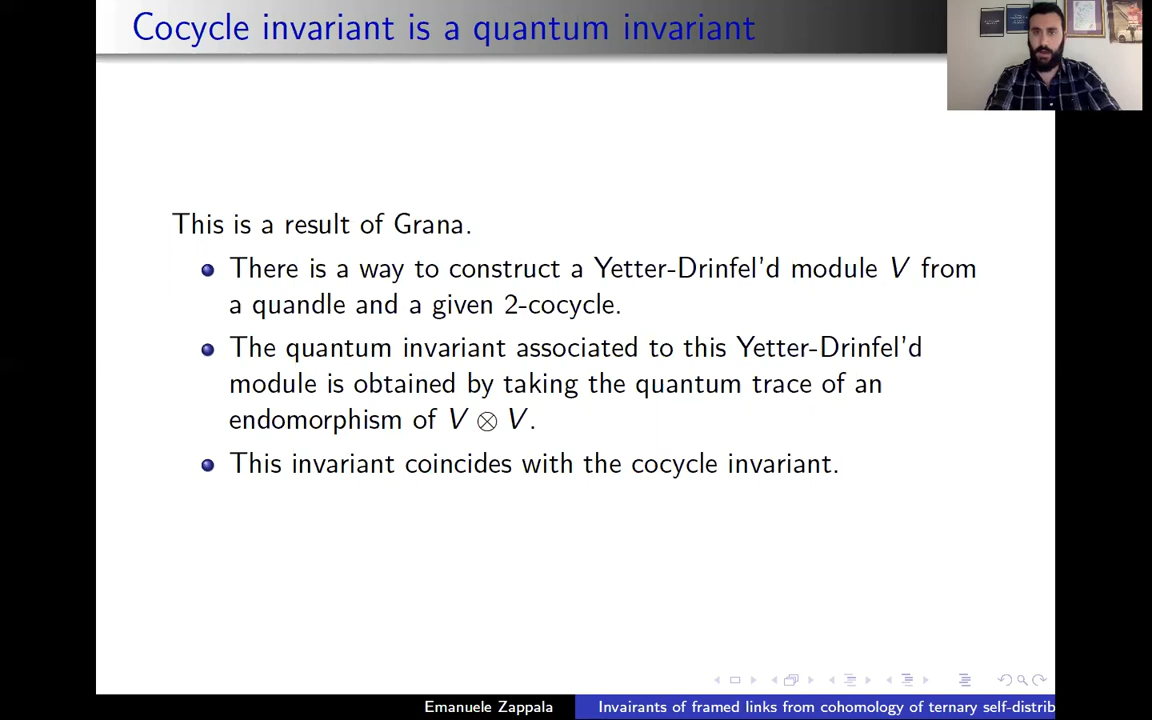 Cocycle invariant is a quantum invariant
This is a result of Grana.
There is a way to construct a Yetter-Drinfel'd module V from
a quandle and a given 2-cocycle.
The quantum invariant associated to this Yetter-Drinfel'd
module is obtained by taking the quantum trace of an
endomorphism of V ⊗ V.
This invariant coincides with the cocycle invariant.
Emanuele Zappala
Invairants of framed links from cohomology of ternary self-distrib